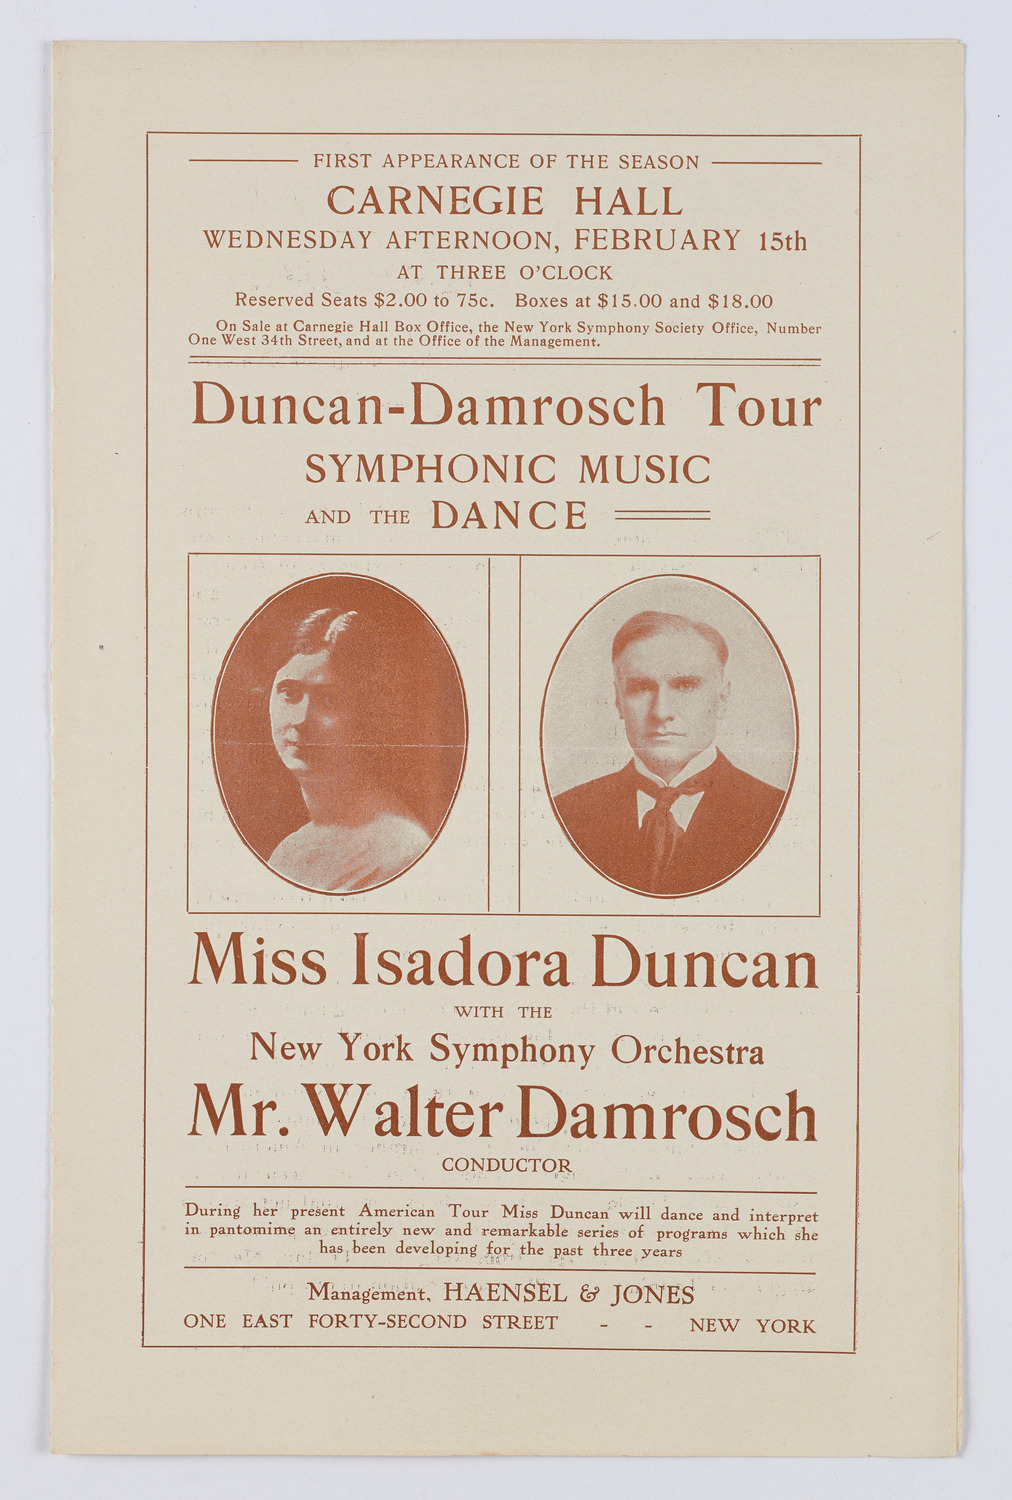 FIRST APPEARANCE OF THE SEASON
CARNEGIE HALL
WEDNESDAY AFTERNOON, FEBRUARY 15th
AT THREE O'CLOCK
Reserved Seats $2.00 to 75c. Boxes at $15.00 and $18.00
On Sale at Carnegie Hall Box Office, the New York Symphony Society Office, Number
One West 34th Street, and at the Office of the Management.
Duncan-Damrosch Tour
SYMPHONIC MUSIC
AND THE DANCE
Miss Isadora Duncan
WITH THE
New York Symphony Orchestra
Mr. Walter Damrosch
CONDUCTOR
During her present American Tour Miss Duncan will dance and interpret
in pantomime an entirely new and remarkable series of programs which she
has been developing for the past three years
Management, HAENSEL & JONES
ONE EAST FORTY-SECOND STREET - - NEW YORK